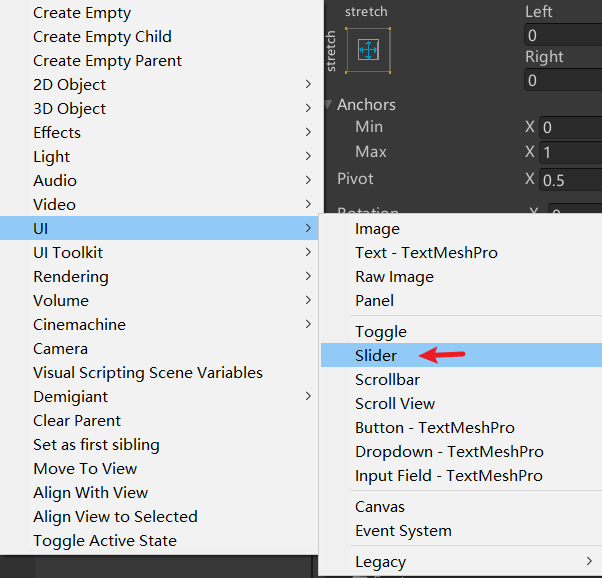 Create Empty
Create Empty Child
Create Empty Parent
2D Object
3D Object
Effects
Light
Audio
Video
UI
UI Toolkit
Rendering
Volume
Cinemachine
Camera
Visual Scripting Scene Variables
Demigiant
Clear Parent
Set as first sibling
Move To View
Align With View
Align View to Selected
Toggle Active State
stretch
stretch
Left
0
Right
0
Anchors
Min X 0
Max X 1
Pivot X 0.5
Image
Text - TextMeshPro
Raw Image
Panel
Toggle
Slider
Scrollbar
Scroll View
Button - TextMeshPro
Dropdown - TextMeshPro
Input Field - TextMeshPro
Canvas
Event System
Legacy